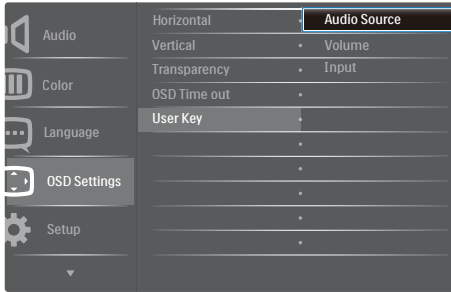 Audio
Color
Language
OSD Settings
Setup
Horizontal
Vertical
Transparency
OSD Time out
User Key
Audio Source
Volume
Input